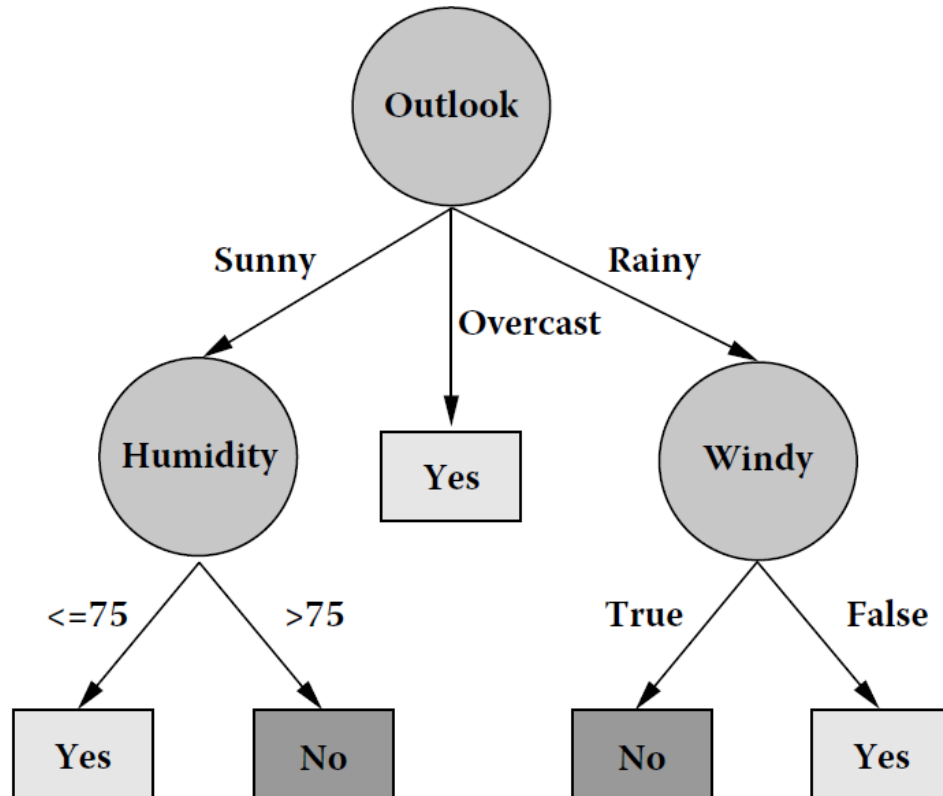 Outlook
Sunny
Rainy
Overcast
Humidity
Yes
Windy
<=75
>75
True
False
Yes
No
No
Yes